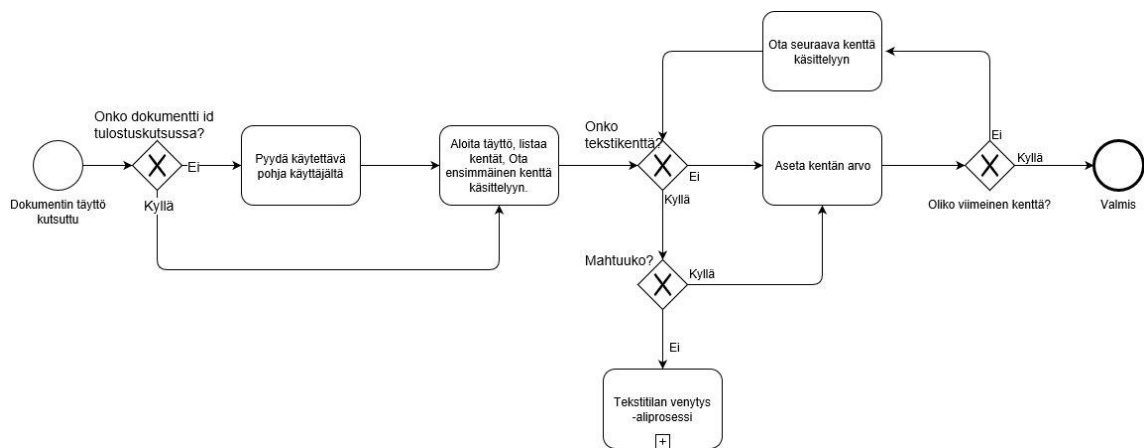 Ota seuraava kenttä
käsittelyyn
Onko dokumentti id
tulostuskutsussa?
Ei
Pyydä käytettävä
pohja käyttäjältä
Kyllä
Dokumentin täyttö
kutsuttu
Aloita täyttö, listaa
kentät, Ota
ensimmäinen kenttä
käsittelyyn.
Onko
tekstikenttä?
Ei
Kyllä
Aseta kentän arvo
Ei
Kyllä
Oliko viimeinen kenttä?
Valmis
Mahtuuko?
Kyllä
Ei
Tekstitilan venytys
-aliprosessi
+